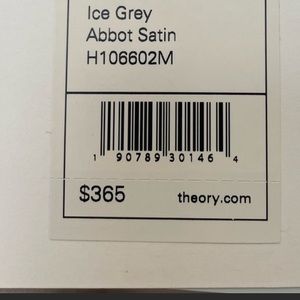 Ice Grey
Abbot Satin
H106602M
1 90789 30146 4
$365 theory.com